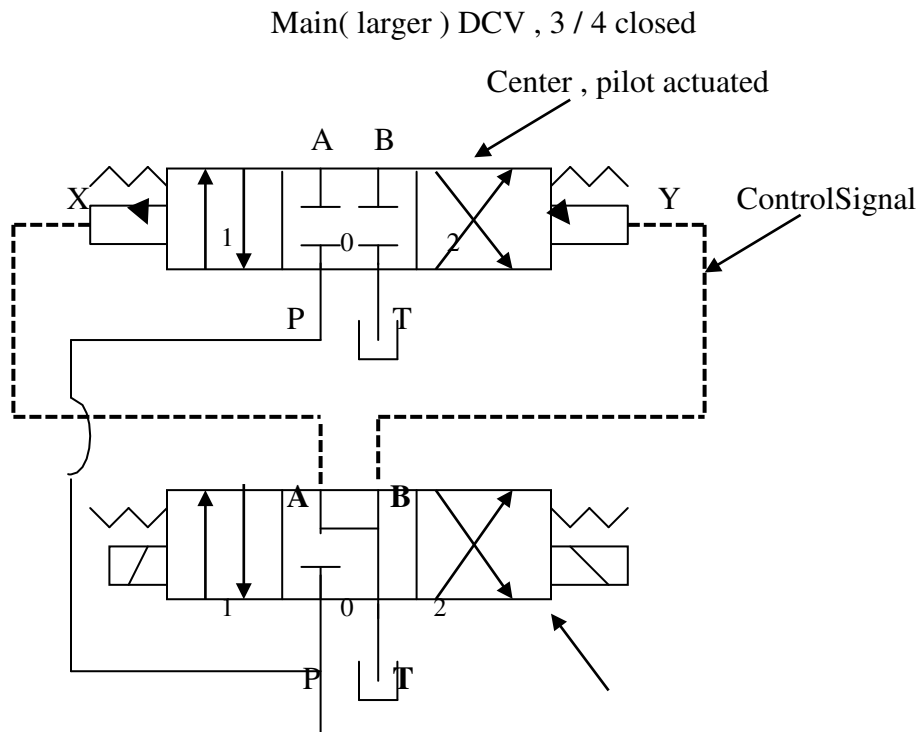 Main( larger ) DCV , 3 / 4 closed
Center , pilot actuated
A B
X Y ControlSignal
1 0 2
P T
A B
1 0 2
P T